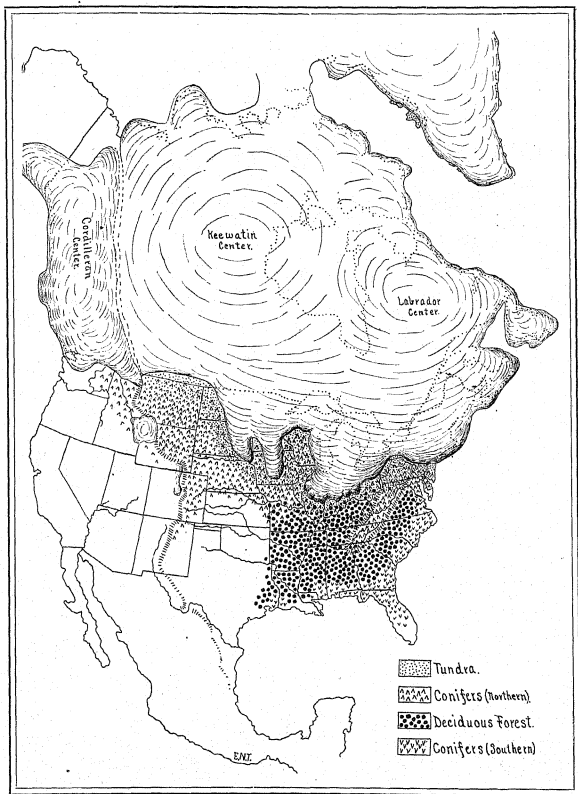 Keewatin
Center.
Cordilleran
Center.
Labrador
Center.
Tundra.
Conifers (Northern).
Deciduous Forest.
Conifers (Southern)
E.N.T.